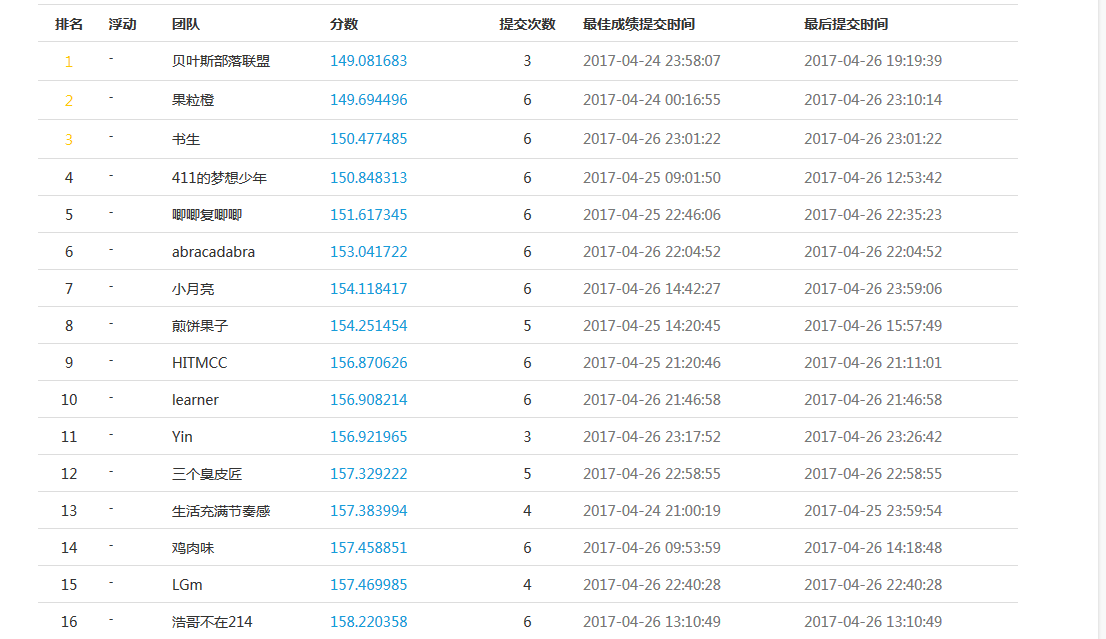 排名 浮动 团队 分数 提交次数 最佳成绩提交时间 最后提交时间
1 - 贝叶斯部落联盟 149.081683 3 2017-04-24 23:58:07 2017-04-26 19:19:39
2 - 果粒橙 149.694496 6 2017-04-24 00:16:55 2017-04-26 23:10:14
3 - 书生 150.477485 6 2017-04-26 23:01:22 2017-04-26 23:01:22
4 - 411的梦想少年 150.848313 6 2017-04-25 09:01:50 2017-04-26 12:53:42
5 - 唧唧复唧唧 151.617345 6 2017-04-25 22:46:06 2017-04-26 22:35:23
6 - abracadabra 153.041722 6 2017-04-26 22:04:52 2017-04-26 22:04:52
7 - 小月亮 154.118417 6 2017-04-26 14:42:27 2017-04-26 23:59:06
8 - 煎饼果子 154.251454 5 2017-04-25 14:20:45 2017-04-26 15:57:49
9 - HITMCC 156.870626 6 2017-04-25 21:20:46 2017-04-26 21:11:01
10 - learner 156.908214 6 2017-04-26 21:46:58 2017-04-26 21:46:58
11 - Yin 156.921965 3 2017-04-26 23:17:52 2017-04-26 23:26:42
12 - 三个臭皮匠 157.329222 5 2017-04-26 22:58:55 2017-04-26 22:58:55
13 - 生活充满节奏感 157.383994 4 2017-04-24 21:00:19 2017-04-25 23:59:54
14 - 鸡肉味 157.458851 6 2017-04-26 09:53:59 2017-04-26 14:18:48
15 - LGm 157.469985 4 2017-04-26 22:40:28 2017-04-26 22:40:28
16 - 浩哥不在214 158.220358 6 2017-04-26 13:10:49 2017-04-26 13:10:49